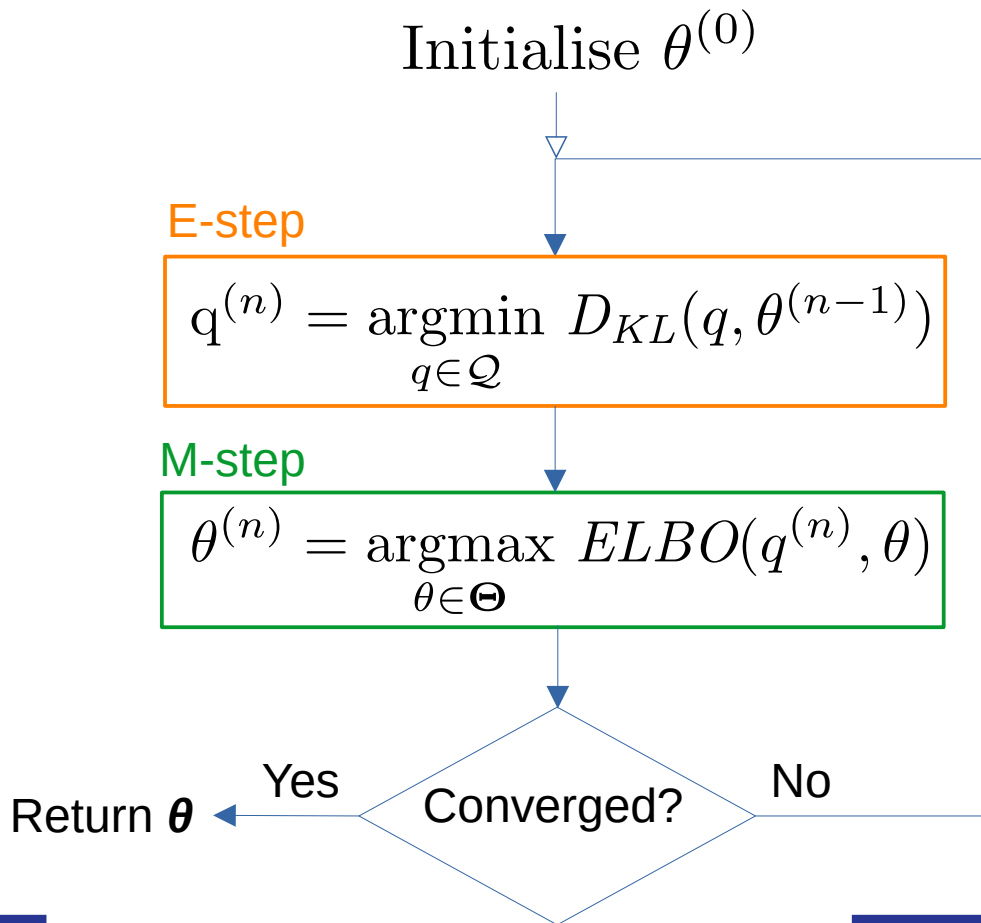 Initialise θ^(0)
E-step
q^(n) = argmin D_KL(q, θ^(n−1))
q∈𝒬
M-step
θ^(n) = argmax ELBO(q^(n), θ)
θ∈Θ
Yes
No
Converged?
Return θ